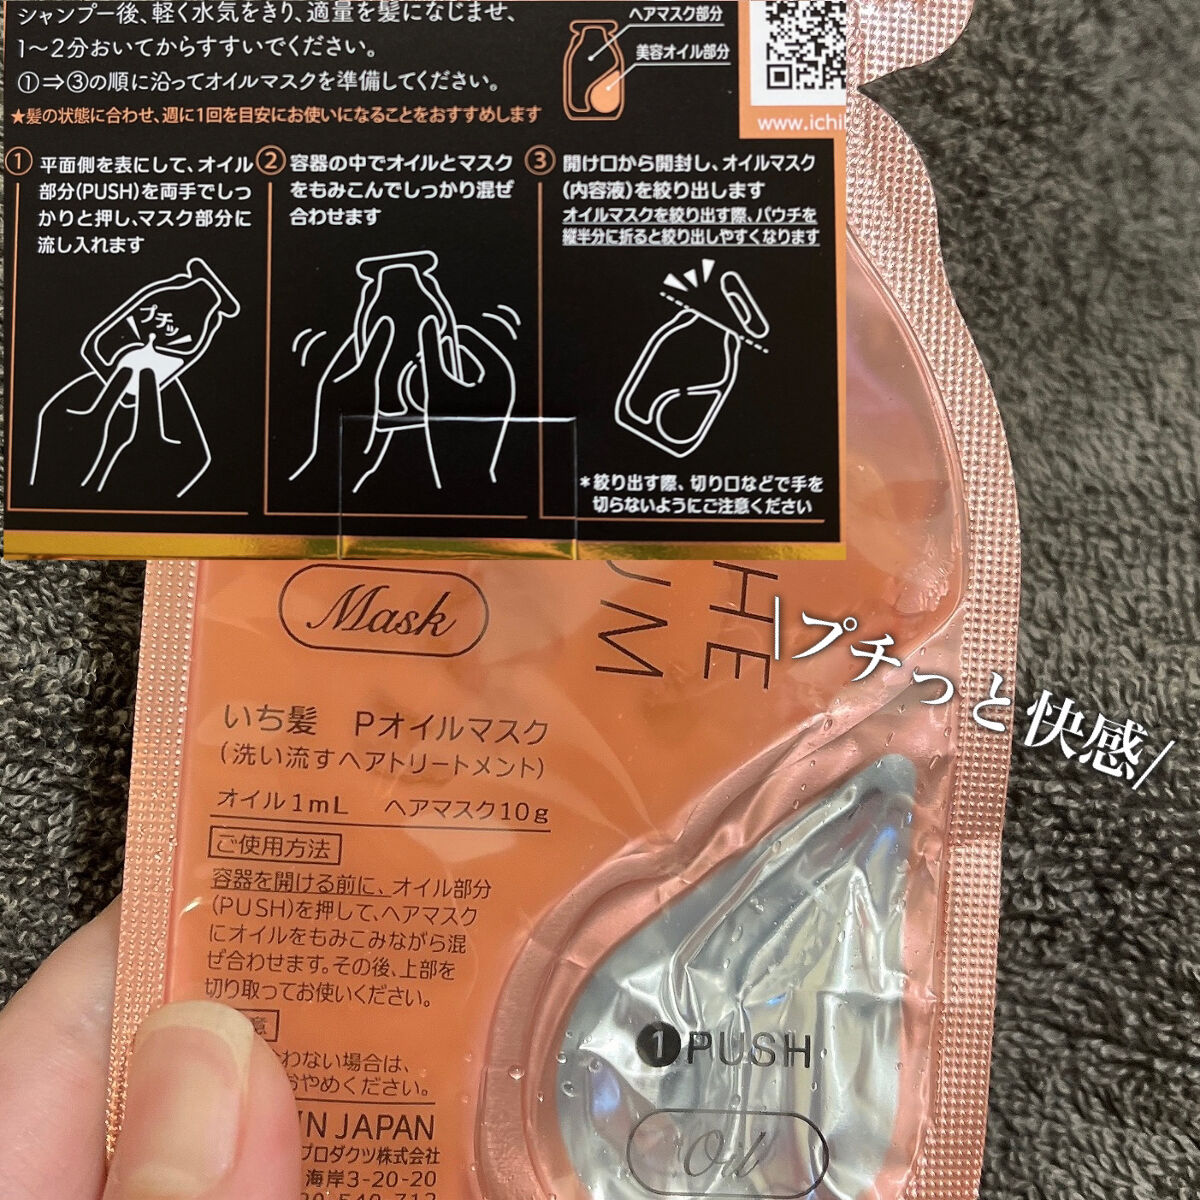 シャンプー後、軽く水気をきり、適量を髪になじませ、
1〜2分おいてからすすいでください。
①⇒③の順に沿ってオイルマスクを準備してください。
★髪の状態に合わせ、週に1回を目安にお使いになることをおすすめします
ヘアマスク部分
美容オイル部分
www.ichi
① 平面側を表にして、オイル
部分(PUSH)を両手でしっ
かりと押し、マスク部分に
流し入れます
プチッ
② 容器の中でオイルとマスク
をもみこんでしっかり混ぜ
合わせます
③ 開け口から開封し、オイルマスク
(内容液)を絞り出します
オイルマスクを絞り出す際、パウチを
縦半分に折ると絞り出しやすくなります
*絞り出す際、切り口などで手を
切らないようにご注意ください
Mask
HE
UM
\プチっと快感/
いち髪 Pオイルマスク
(洗い流すヘアトリートメント)
オイル1mL ヘアマスク10g
ご使用方法
容器を開ける前に、オイル部分
(PUSH)を押して、ヘアマスク
にオイルをもみこみながら混
ぜ合わせます。その後、上部を
切り取ってお使いください。
意
わない場合は、
おやめください。
IN JAPAN
プロダクツ株式会社
海岸3-20-20
540-712
1 PUSH
Oil